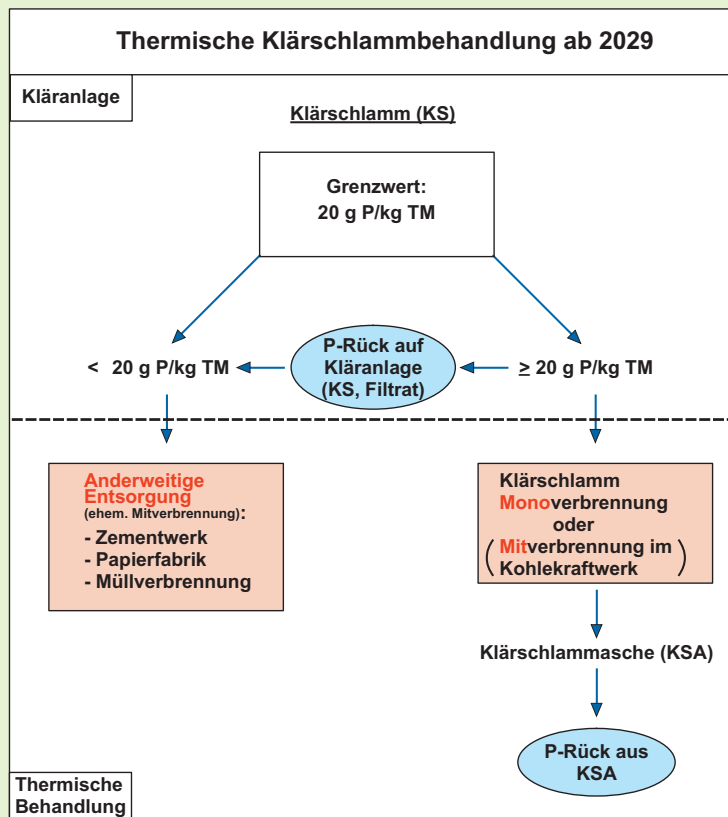 Thermische Klärschlammbehandlung ab 2029
Kläranlage
Klärschlamm (KS)
Grenzwert:
20 g P/kg TM
< 20 g P/kg TM
P-Rück auf
Kläranlage
(KS, Filtrat)
≥ 20 g P/kg TM
Anderweitige
Entsorgung
(ehem. Mitverbrennung):
- Zementwerk
- Papierfabrik
- Müllverbrennung
Klärschlamm
Monoverbrennung
oder
(Mitverbrennung im
Kohlekraftwerk)
Klärschlammasche (KSA)
P-Rück aus
KSA
Thermische
Behandlung